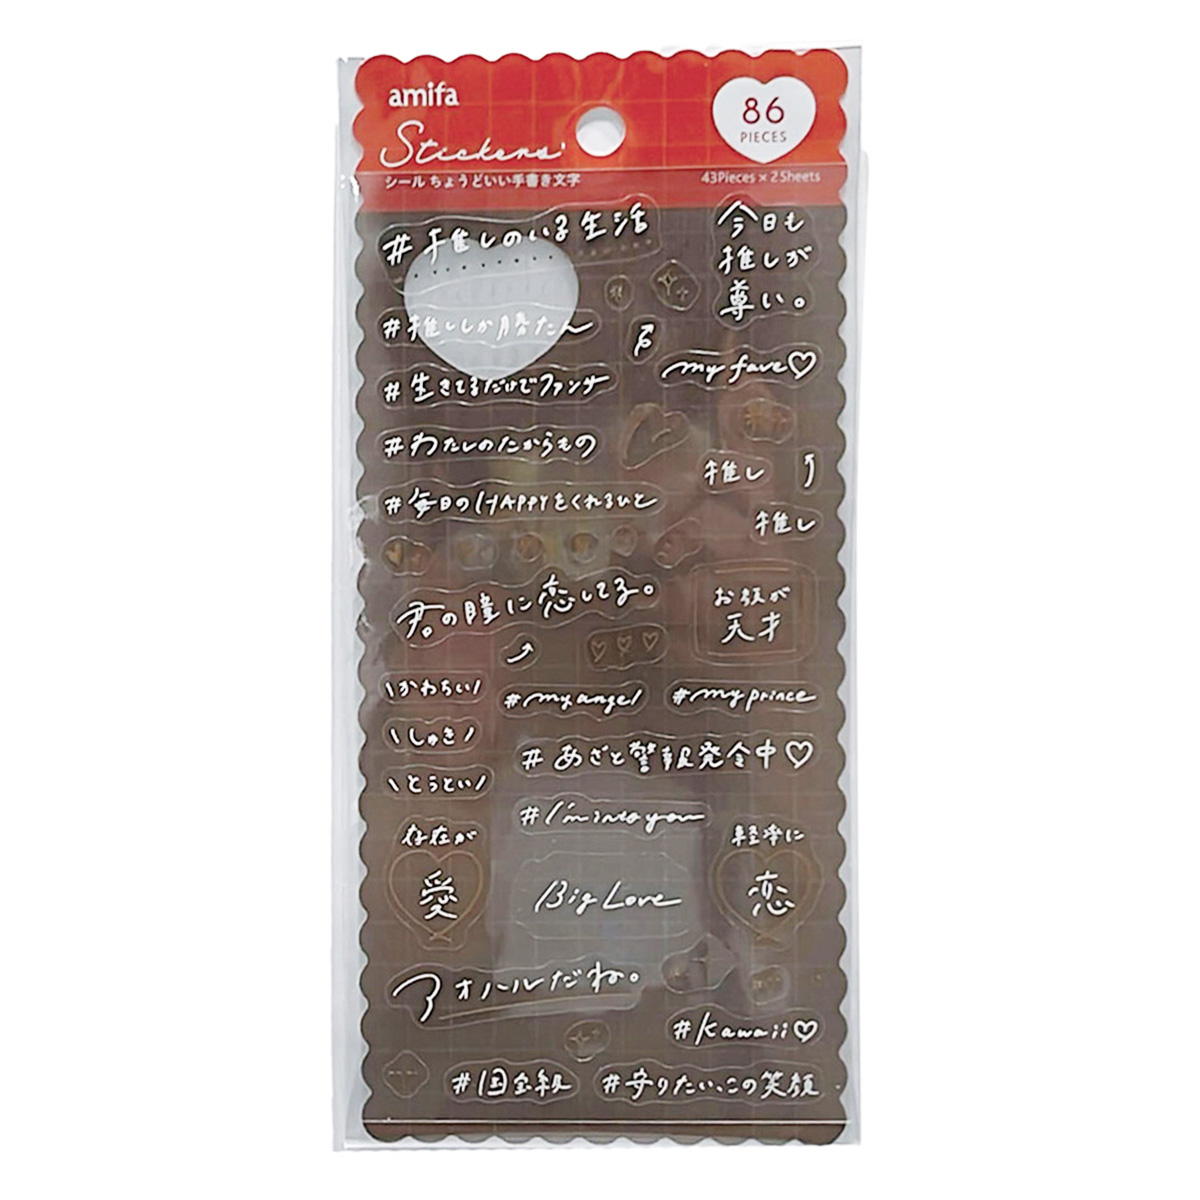 amifa
Stickers
シール ちょうどいい手書き文字
86
PIECES
43Pieces × 2Sheets
#推しのいる生活
今日も
推しが
尊い。
#推ししか勝たん
my fave♡
#生きてるだけでファンサ
#わたしのたからもの
推し
#毎日のHAPPYをくれるひと
推し
君の瞳に恋してる。
お顔が
天才
\かわちい/
#my angel
#my prince
\しゅき/
#あざと警報発令中♡
\とうとい/
#I'm into you
存在が
愛
Big Love
軽率に
恋
アオハルだね。
#kawaii♡
#国宝級
#守りたい、この笑顔